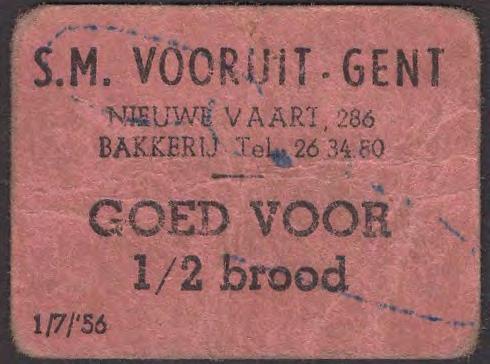 S.M. VOORUIT - GENT
NIEUWE VAART, 286
BAKKERIJ Tel. 26 34.80
GOED VOOR
1/2 brood
1/7/'56